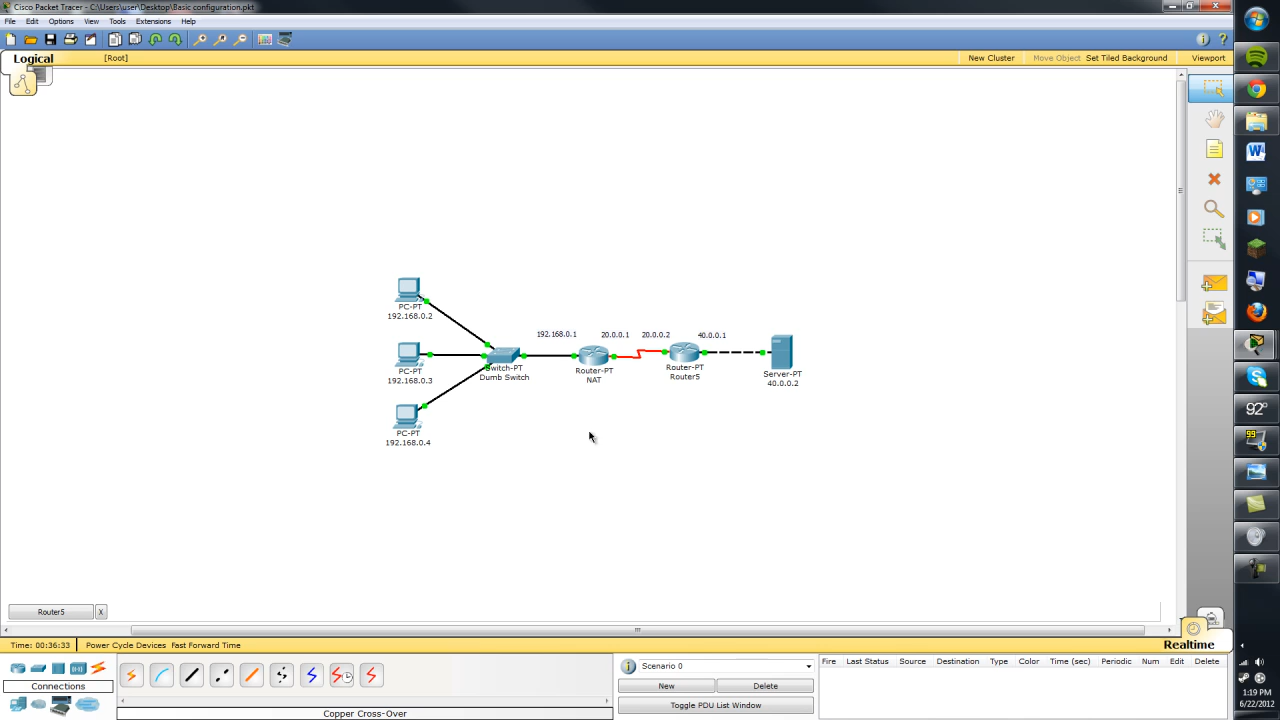 Cisco Packet Tracer - C:\Users\user\Desktop\Basic configuration.pkt
File Edit Options View Tools Extensions Help
Logical [Root] New Cluster Move Object Set Tiled Background Viewport
PC-PT
192.168.0.2
192.168.0.1 20.0.0.1 20.0.0.2 40.0.0.1
PC-PT
192.168.0.3
Switch-PT
Dumb Switch
Router-PT
NAT
Router-PT
Router5
Server-PT
40.0.0.2
PC-PT
192.168.0.4
92°
99
Router5 X
Time: 00:36:33 Power Cycle Devices Fast Forward Time Realtime
Connections
Copper Cross-Over
Scenario 0
New Delete
Toggle PDU List Window
Fire Last Status Source Destination Type Color Time (sec) Periodic Num Edit Delete
1:19 PM
6/22/2012